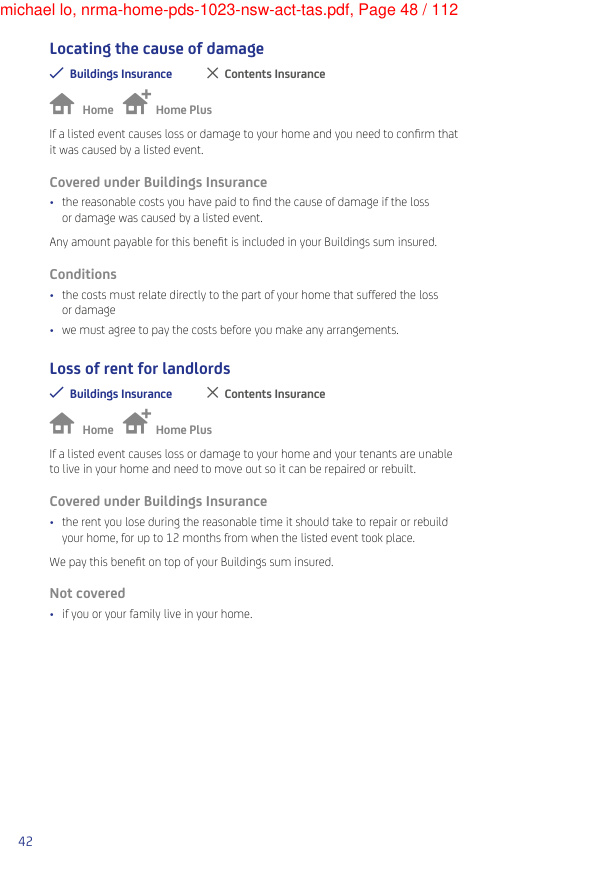 michael lo, nrma-home-pds-1023-nsw-act-tas.pdf, Page 48 / 112
Locating the cause of damage
Buildings Insurance Contents Insurance
Home Home Plus
If a listed event causes loss or damage to your home and you need to confirm that
it was caused by a listed event.
Covered under Buildings Insurance
• the reasonable costs you have paid to find the cause of damage if the loss
or damage was caused by a listed event.
Any amount payable for this benefit is included in your Buildings sum insured.
Conditions
• the costs must relate directly to the part of your home that suffered the loss
or damage
• we must agree to pay the costs before you make any arrangements.
Loss of rent for landlords
Buildings Insurance Contents Insurance
Home Home Plus
If a listed event causes loss or damage to your home and your tenants are unable
to live in your home and need to move out so it can be repaired or rebuilt.
Covered under Buildings Insurance
• the rent you lose during the reasonable time it should take to repair or rebuild
your home, for up to 12 months from when the listed event took place.
We pay this benefit on top of your Buildings sum insured.
Not covered
• if you or your family live in your home.
42